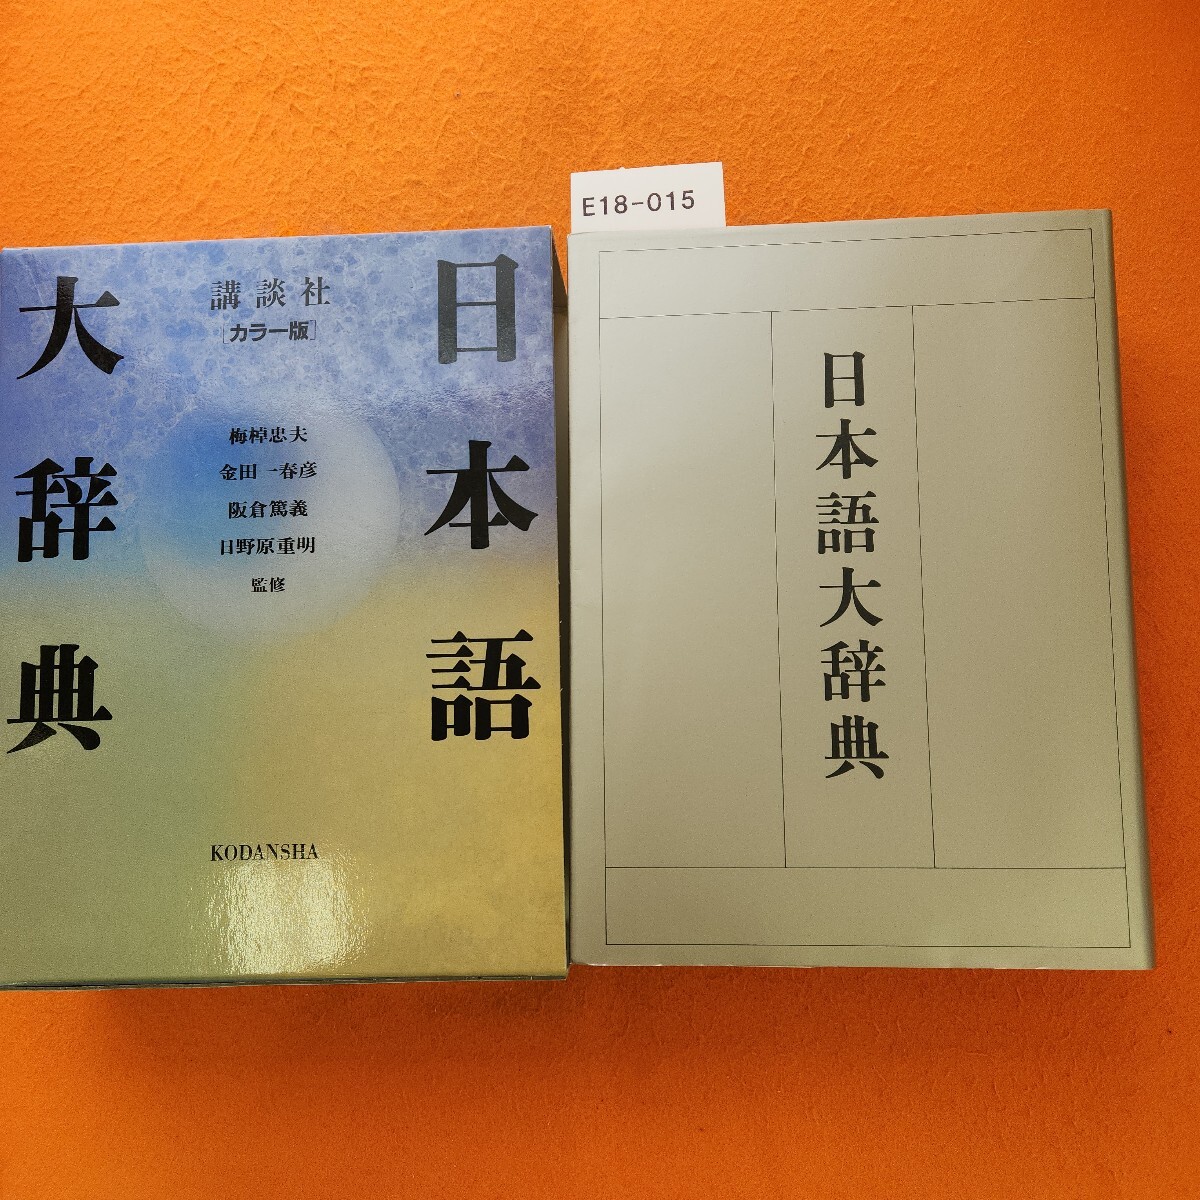 日本語
大辞典
講談社
[カラー版]
梅棹忠夫
金田一春彦
阪倉篤義
日野原重明
監修
KODANSHA
E18-015
日本語大辞典